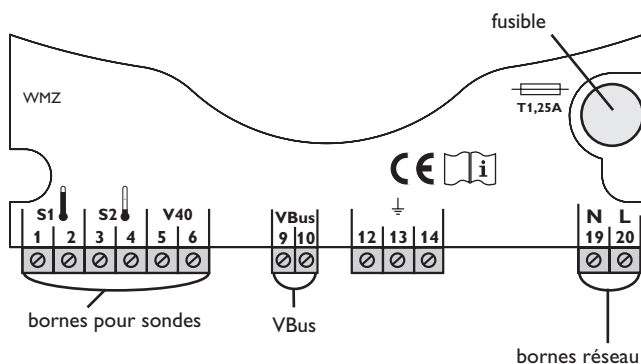 fusible
WMZ
T1,25A
CE i
S1 S2 V40 VBus N L
1 2 3 4 5 6 9 10 12 13 14 19 20
bornes pour sondes
VBus
bornes réseau